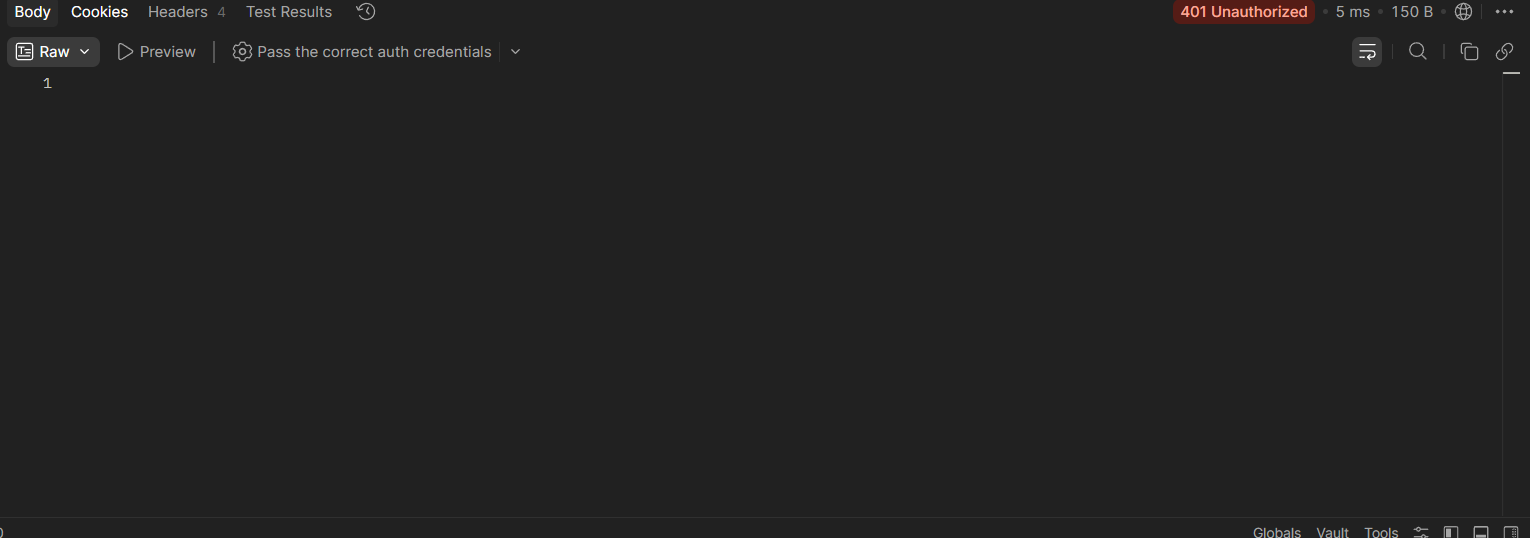 Body Cookies Headers 4 Test Results 401 Unauthorized • 5 ms • 150 B •
Raw Preview Pass the correct auth credentials
1
Globals Vault Tools